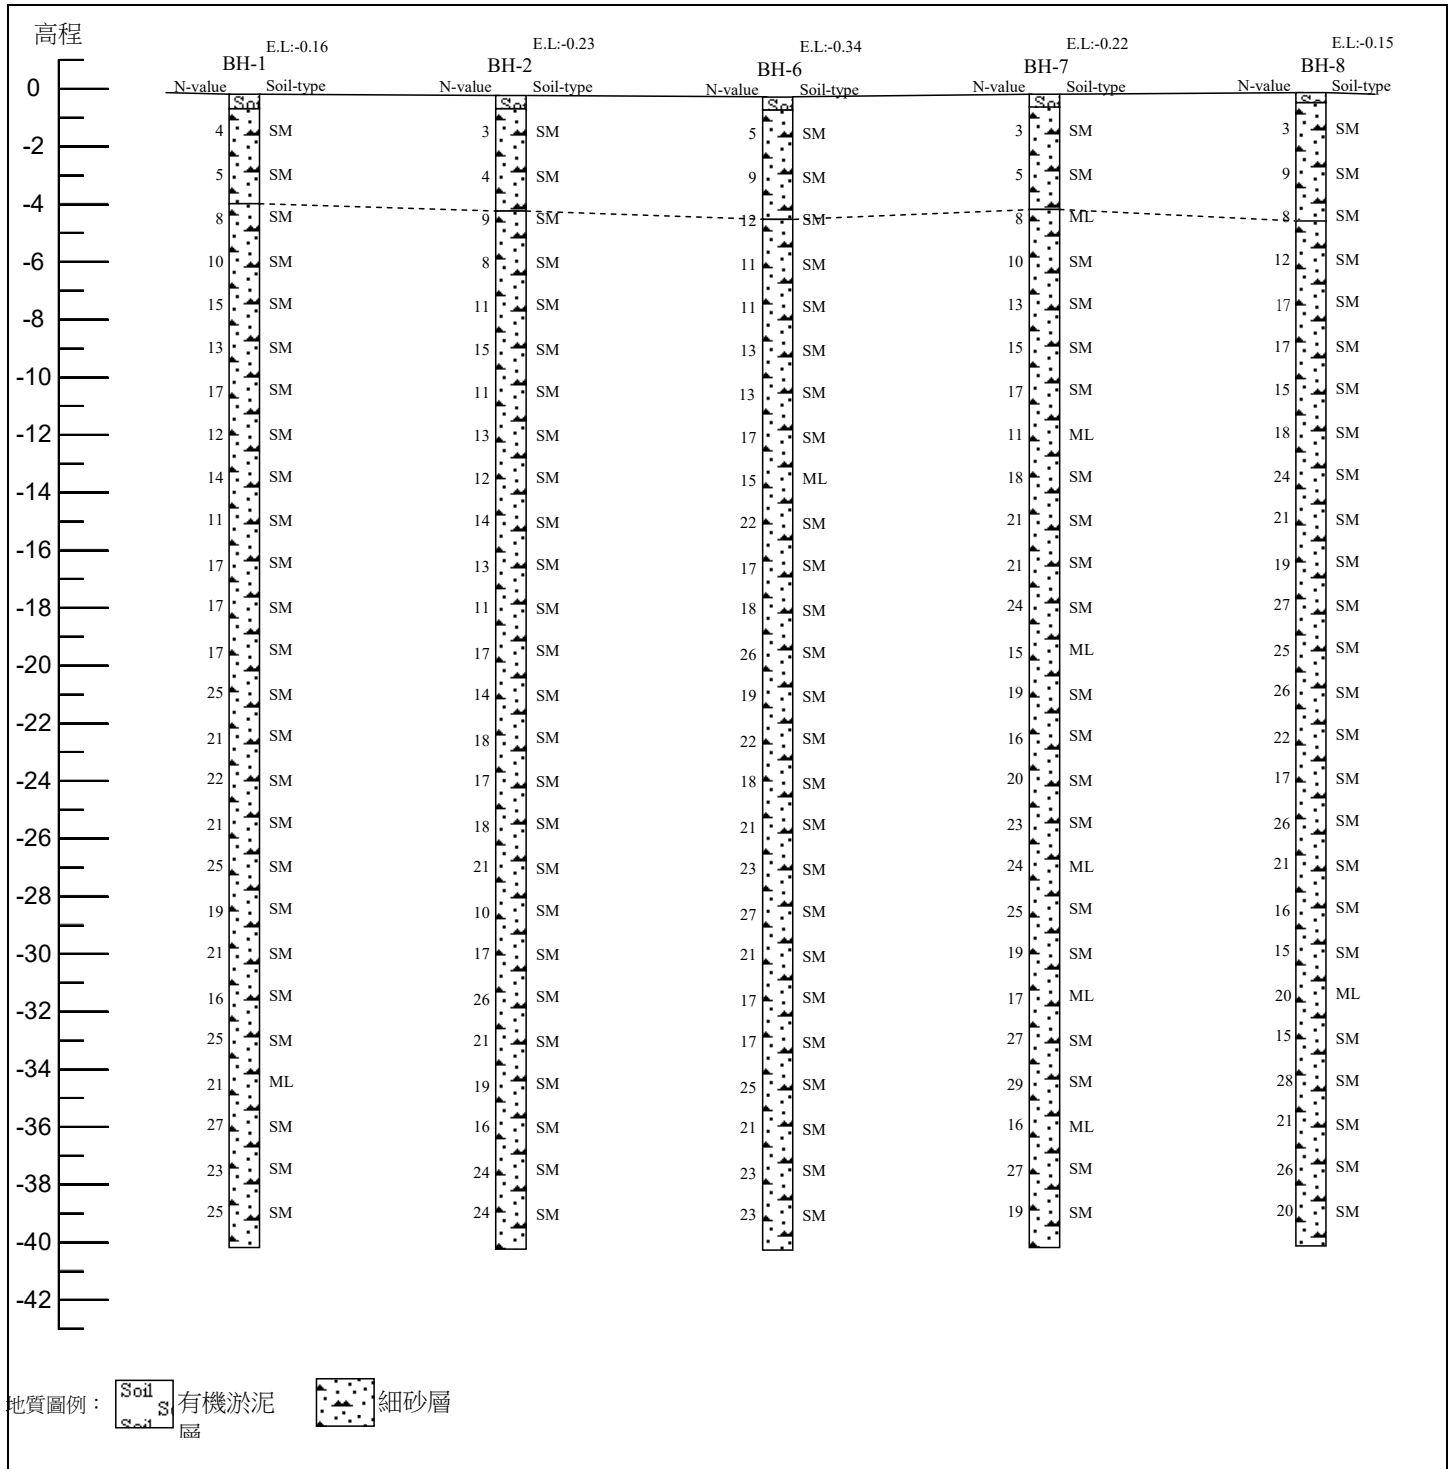 高程
E.L:-0.16 E.L:-0.23 E.L:-0.34 E.L:-0.22 E.L:-0.15
BH-1 BH-2 BH-6 BH-7 BH-8
N-value Soil-type N-value Soil-type N-value Soil-type N-value Soil-type N-value Soil-type
0
4 SM 3 SM 5 SM 3 SM 3 SM
-2
5 SM 4 SM 9 SM 5 SM 9 SM
-4
8 SM 9 SM 12 SM 8 ML 8 SM
-6
10 SM 8 SM 11 SM 10 SM 12 SM
15 SM 11 SM 11 SM 13 SM 17 SM
-8
13 SM 15 SM 13 SM 15 SM 17 SM
-10
17 SM 11 SM 13 SM 17 SM 15 SM
-12
12 SM 13 SM 17 SM 11 ML 18 SM
14 SM 12 SM 15 ML 18 SM 24 SM
-14
11 SM 14 SM 22 SM 21 SM 21 SM
-16
17 SM 13 SM 17 SM 21 SM 19 SM
-18
17 SM 11 SM 18 SM 24 SM 27 SM
17 SM 17 SM 26 SM 15 ML 25 SM
-20
25 SM 14 SM 19 SM 19 SM 26 SM
-22
21 SM 18 SM 22 SM 16 SM 22 SM
-24
22 SM 17 SM 18 SM 20 SM 17 SM
21 SM 18 SM 21 SM 23 SM 26 SM
-26
25 SM 21 SM 23 SM 24 ML 21 SM
-28
19 SM 10 SM 27 SM 25 SM 16 SM
-30
21 SM 17 SM 21 SM 19 SM 15 SM
16 SM 26 SM 17 SM 17 ML 20 ML
-32
25 SM 21 SM 17 SM 27 SM 15 SM
-34
21 ML 19 SM 25 SM 29 SM 28 SM
-36
27 SM 16 SM 21 SM 16 ML 21 SM
23 SM 24 SM 23 SM 27 SM 26 SM
-38
25 SM 24 SM 23 SM 19 SM 20 SM
-40
-42
地質圖例： Soil 有機淤泥 細砂層
層